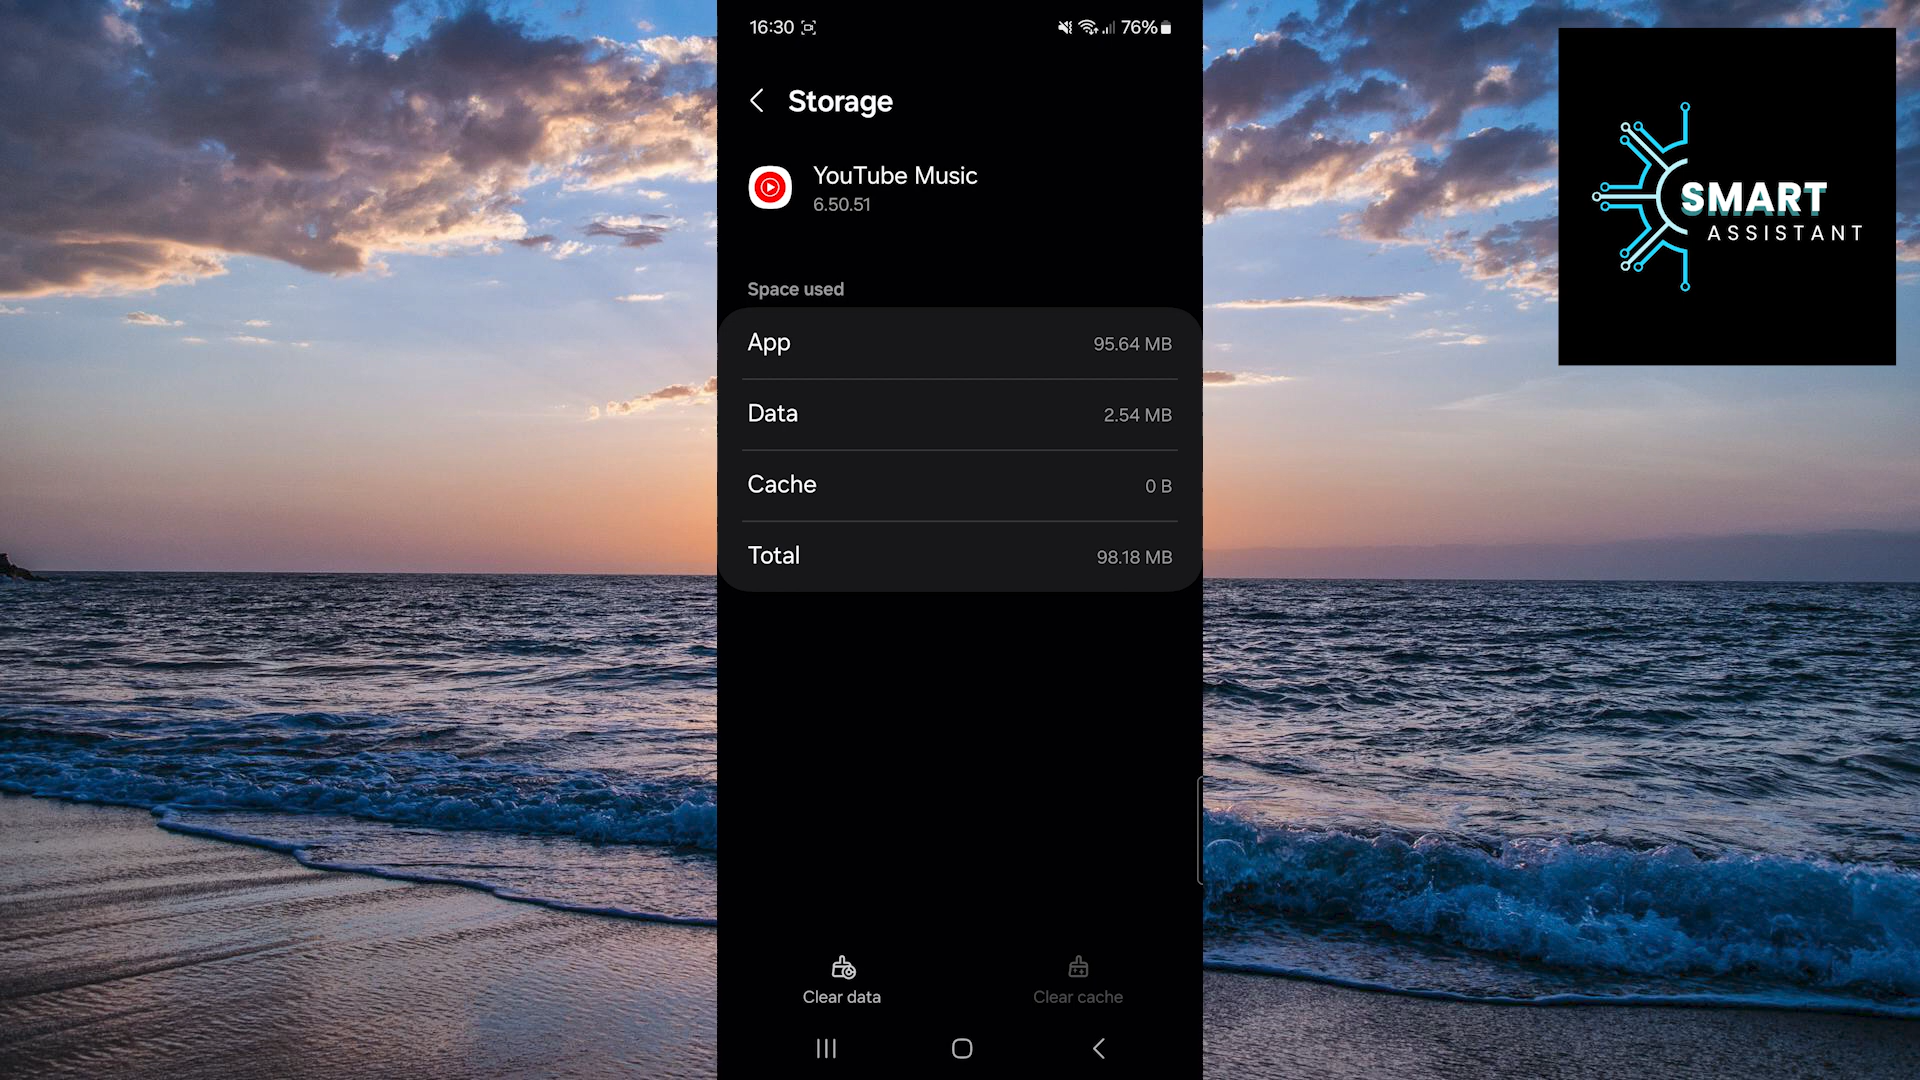 16:30
76%
Storage
YouTube Music
6.50.51
Space used
App 95.64 MB
Data 2.54 MB
Cache 0 B
Total 98.18 MB
Clear data
Clear cache
SMART
ASSISTANT